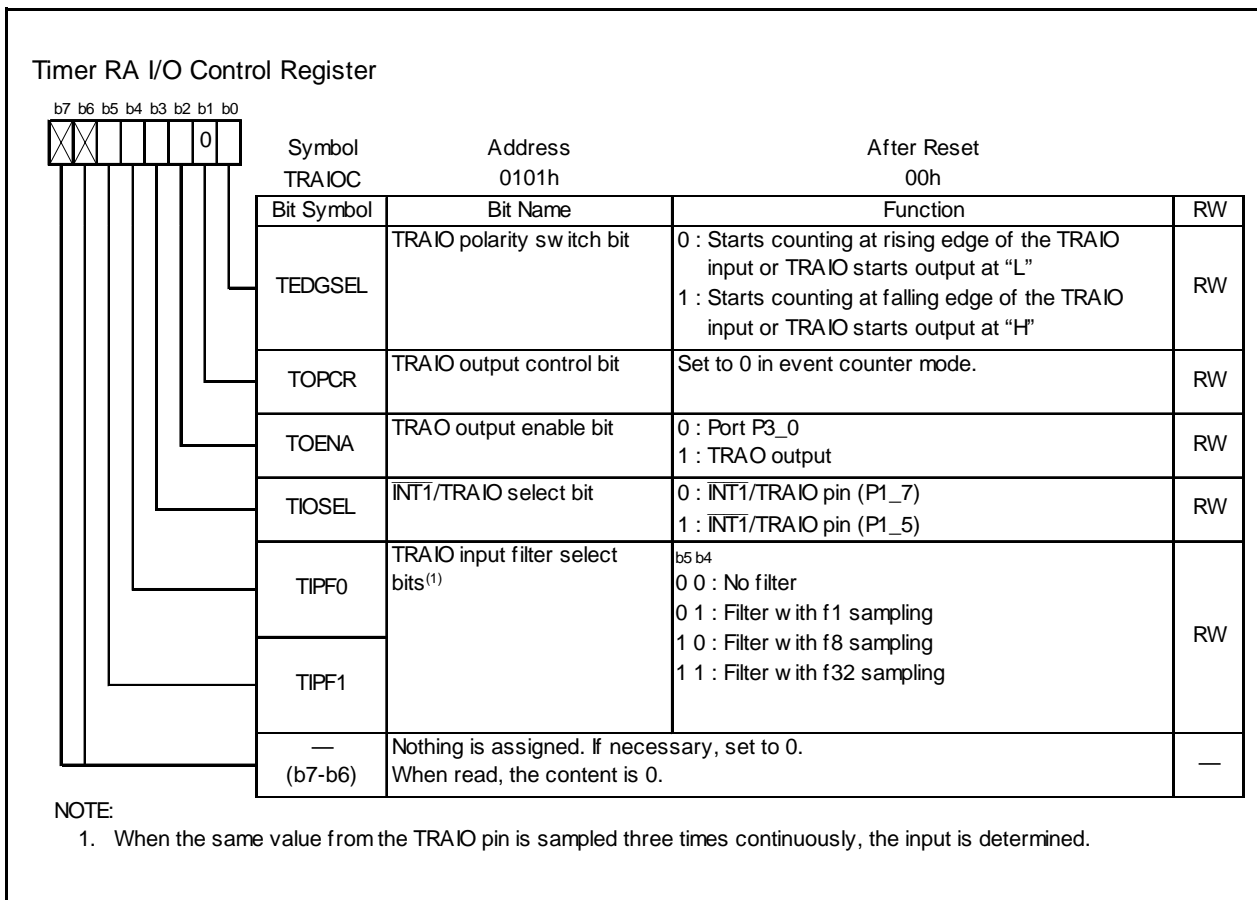 Timer RA I/O Control Register
b7 b6 b5 b4 b3 b2 b1 b0
0
Symbol Address After Reset
TRAIOC 0101h 00h
Bit Symbol Bit Name Function RW
TEDGSEL
TRAIO polarity switch bit
0 : Starts counting at rising edge of the TRAIO
input or TRAIO starts output at “L”
1 : Starts counting at falling edge of the TRAIO
input or TRAIO starts output at “H”
RW
TOPCR
TRAIO output control bit
Set to 0 in event counter mode.
RW
TOENA
TRAO output enable bit
0 : Port P3_0
1 : TRAO output
RW
TIOSEL
INT1/TRAIO select bit
0 : INT1/TRAIO pin (P1_7)
1 : INT1/TRAIO pin (P1_5)
RW
TIPF0
TRAIO input filter select
bits(1)
b5 b4
0 0 : No filter
0 1 : Filter with f1 sampling
1 0 : Filter with f8 sampling
1 1 : Filter with f32 sampling
RW
TIPF1
—
(b7-b6)
Nothing is assigned. If necessary, set to 0.
When read, the content is 0.
—
NOTE:
1. When the same value from the TRAIO pin is sampled three times continuously, the input is determined.